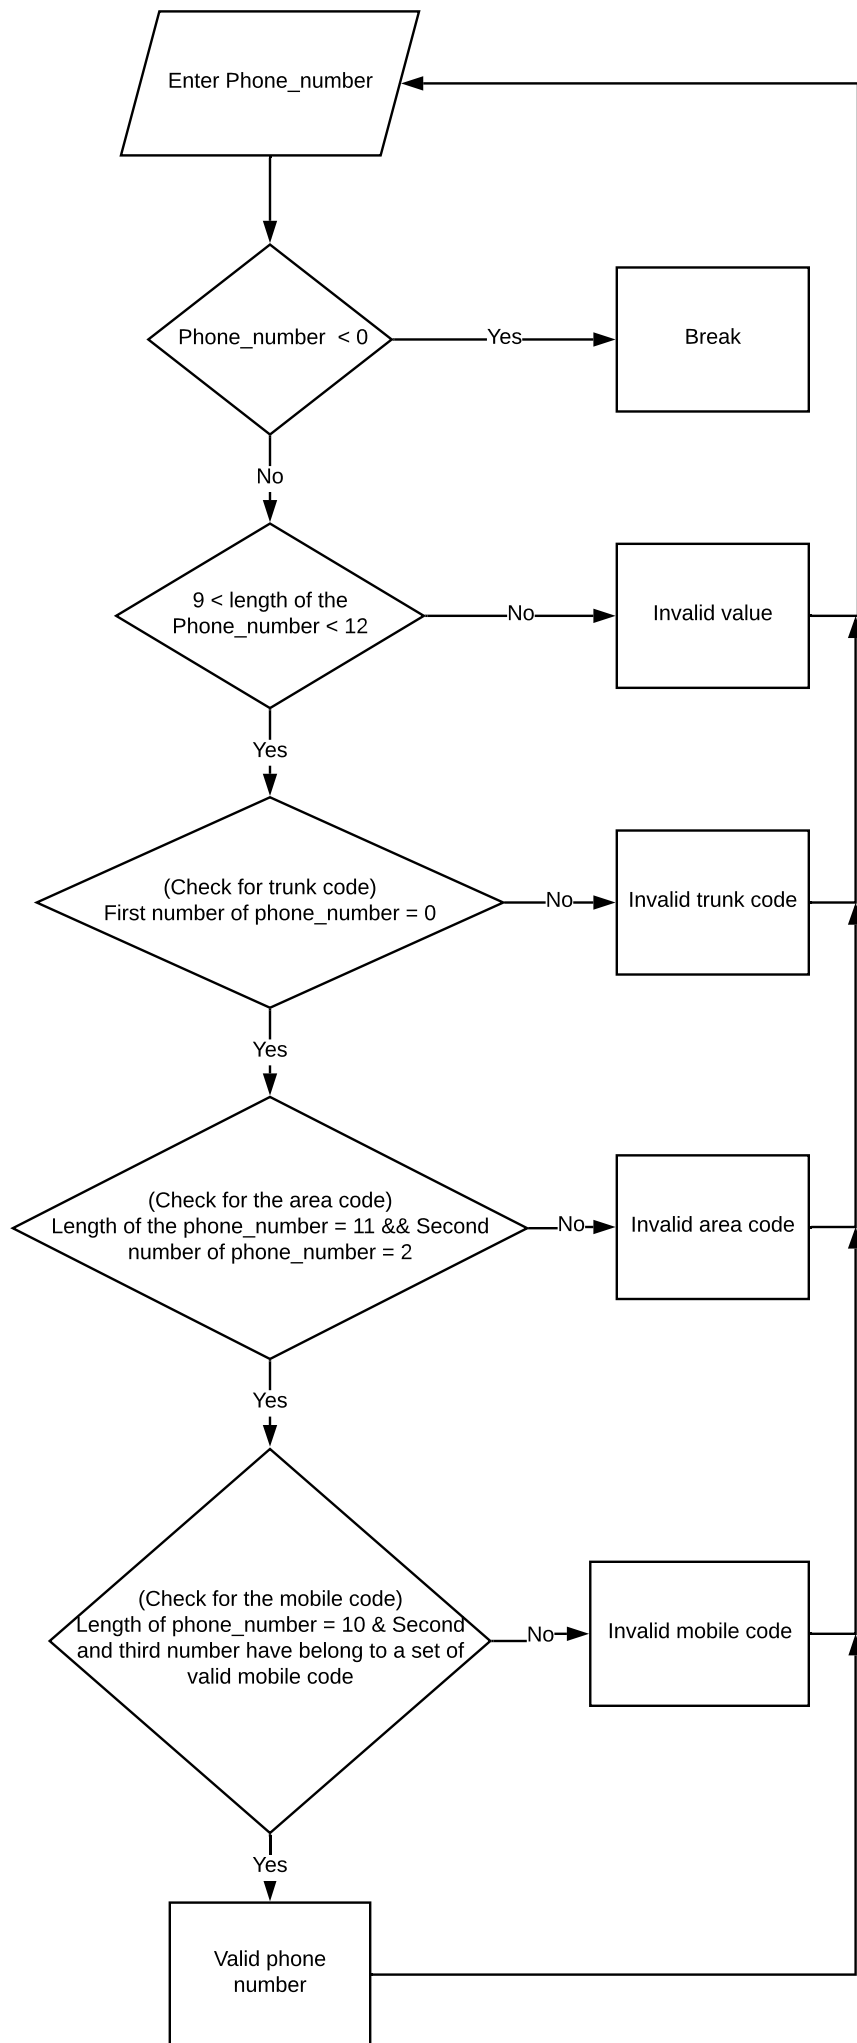 Enter Phone_number
Phone_number < 0
Yes
Break
No
9 < length of the
Phone_number < 12
No
Invalid value
Yes
(Check for trunk code)
First number of phone_number = 0
No
Invalid trunk code
Yes
(Check for the area code)
Length of the phone_number = 11 && Second
number of phone_number = 2
No
Invalid area code
Yes
(Check for the mobile code)
Length of phone_number = 10 & Second
and third number have belong to a set of
valid mobile code
No
Invalid mobile code
Yes
Valid phone
number